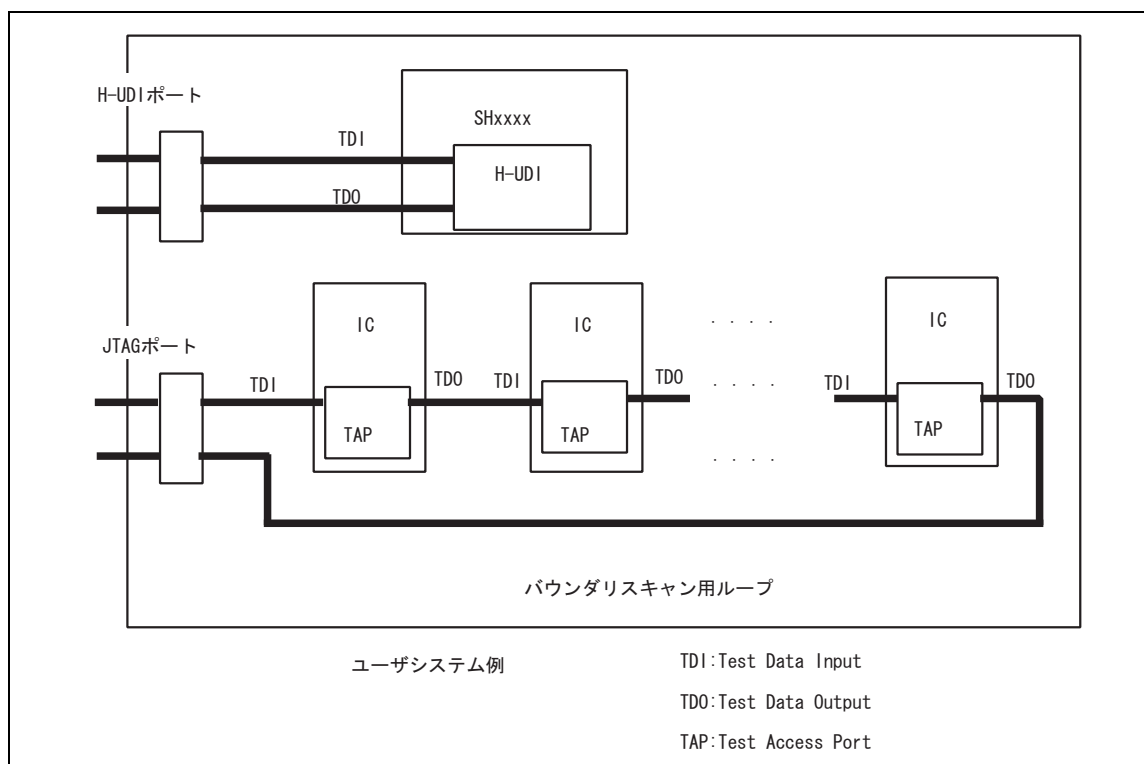 H-UDIポート
SHxxxx
TDI
H-UDI
TDO
IC
IC
. . . .
IC
JTAGポート
TDI
TDO
TDI
TDO
. . . .
TDI
TDO
TAP
TAP
TAP
. . . .
バウンダリスキャン用ループ
ユーザシステム例
TDI:Test Data Input
TDO:Test Data Output
TAP:Test Access Port